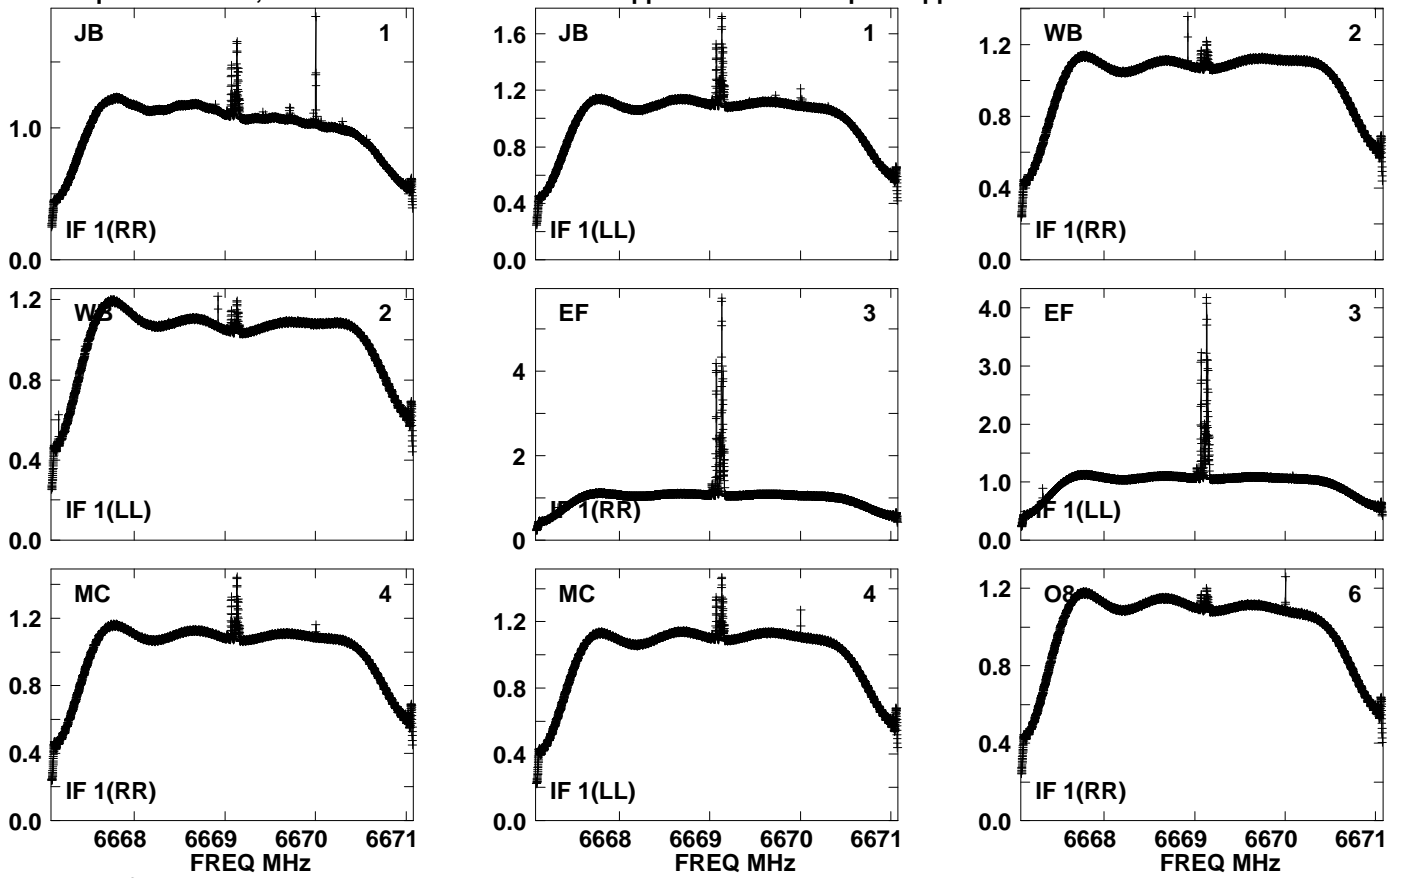 JB 1
1.0
0.0
IF 1(RR)
JB 1
1.6
1.2
0.8
0.4
0.0
IF 1(LL)
WB 2
1.2
0.8
0.4
0.0
IF 1(RR)
WB 2
1.2
0.8
0.4
0.0
IF 1(LL)
EF 3
4
2
0
IF 1(RR)
EF 3
4.0
3.0
2.0
1.0
0.0
IF 1(LL)
MC 4
1.2
0.8
0.4
0.0
IF 1(RR)
6668 6669 6670 6671
FREQ MHz
MC 4
1.2
0.8
0.4
0.0
IF 1(LL)
6668 6669 6670 6671
FREQ MHz
O8 6
1.2
0.8
0.4
0.0
IF 1(RR)
6668 6669 6670 6671
FREQ MHz